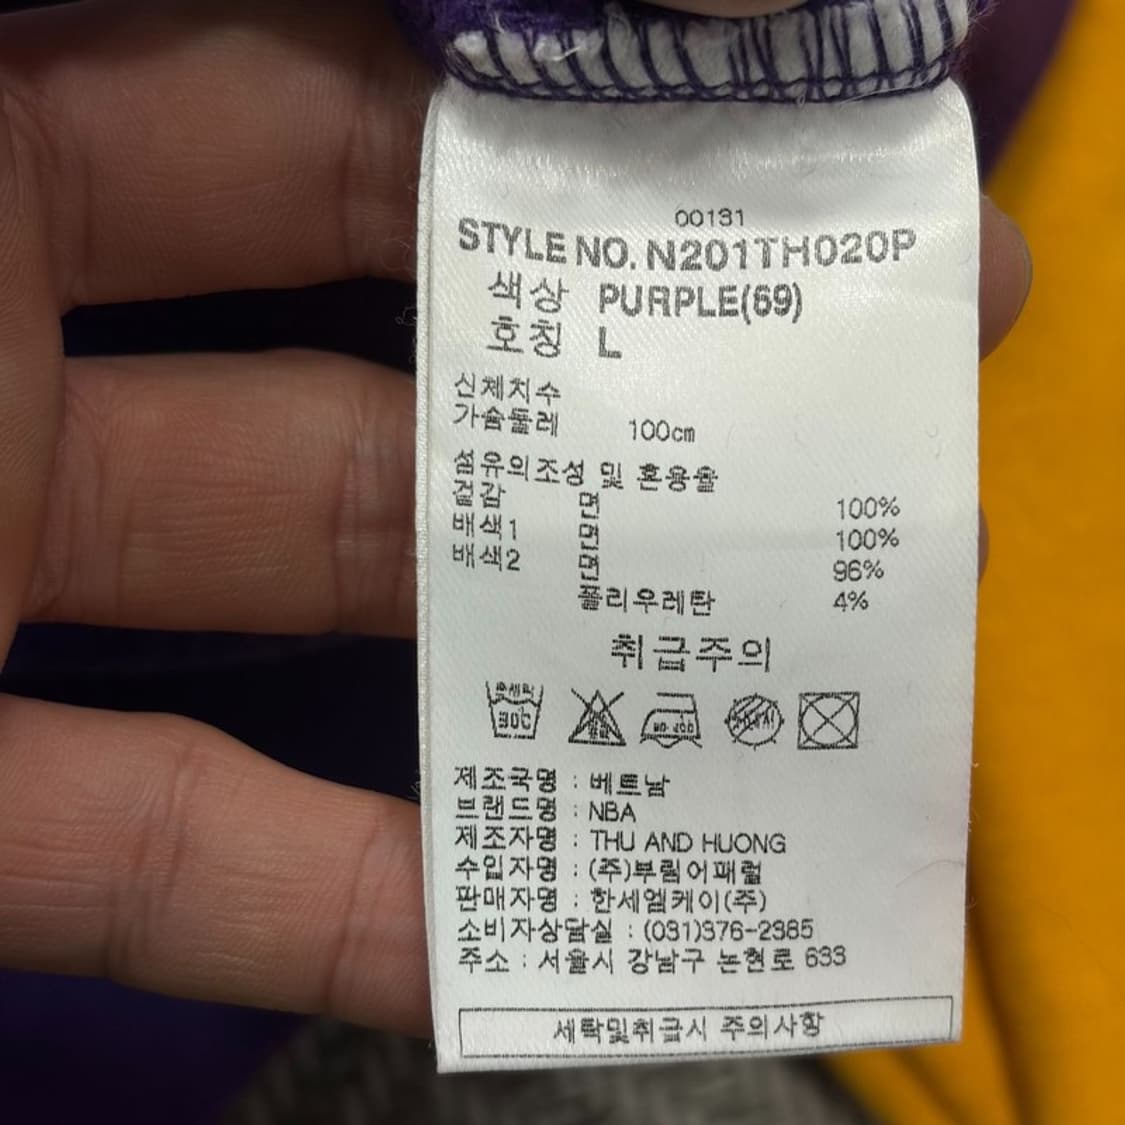 00131
STYLE NO. N201TH020P
색상 PURPLE(69)
호칭 L
신체치수
가슴둘레 100cm
섬유의조성 및 혼용율
겉감 면 100%
배색1 면 100%
배색2 면 96%
폴리우레탄 4%
취급주의
30℃
제조국명 : 베트남
브랜드명 : NBA
제조자명 : THU AND HUONG
수입자명 : (주)부림어패럴
판매자명 : 한세엠케이(주)
소비자상담실 : (031)376-2385
주소 : 서울시 강남구 논현로 633
세탁및취급시 주의사항